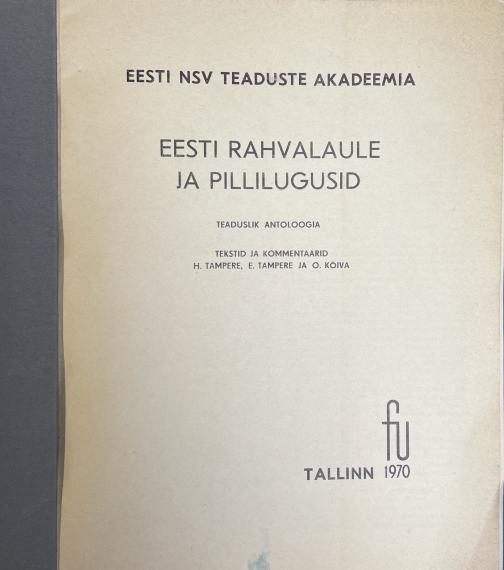 EESTI NSV TEADUSTE AKADEEMIA
EESTI RAHVALAULE
JA PILLILUGUSID
TEADUSLIK ANTOLOOGIA
TEKSTID JA KOMMENTAARID
H. TAMPERE, E. TAMPERE JA O. KÕIVA
fu
TALLINN 1970